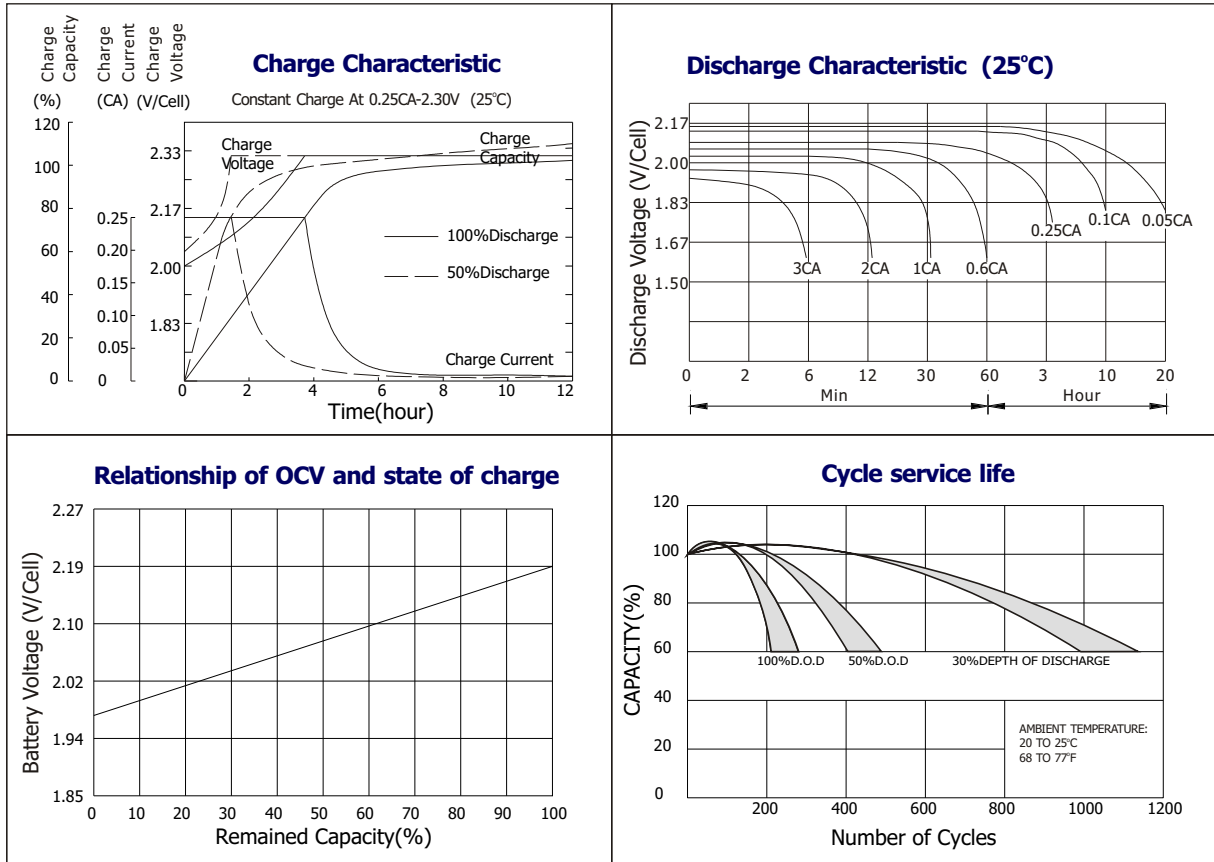 Charge Capacity
Charge Current
Charge Voltage
(%)
(CA)
(V/Cell)
Charge Characteristic
Constant Charge At 0.25CA-2.30V (25°C)
120
100
80
60
40
20
0
0.25
0.20
0.15
0.10
0.05
0
2.33
2.17
2.00
1.83
Charge Voltage
Charge Capacity
100%Discharge
50%Discharge
Charge Current
0
2
4
6
8
10
12
Time(hour)
Discharge Characteristic (25°C)
Discharge Voltage (V/Cell)
2.17
2.00
1.83
1.67
1.50
0
3CA
2CA
1CA
0.6CA
0.25CA
0.1CA
0.05CA
0
2
6
12
30
60
3
10
20
Min
Hour
Relationship of OCV and state of charge
Battery Voltage (V/Cell)
2.27
2.19
2.10
2.02
1.94
1.85
0
10
20
30
40
50
60
70
80
90
100
Remained Capacity(%)
Cycle service life
CAPACITY(%)
120
100
80
60
40
20
0
100%D.O.D
50%D.O.D
30%DEPTH OF DISCHARGE
AMBIENT TEMPERATURE:
20 TO 25°C
68 TO 77°F
200
400
600
800
1000
1200
Number of Cycles